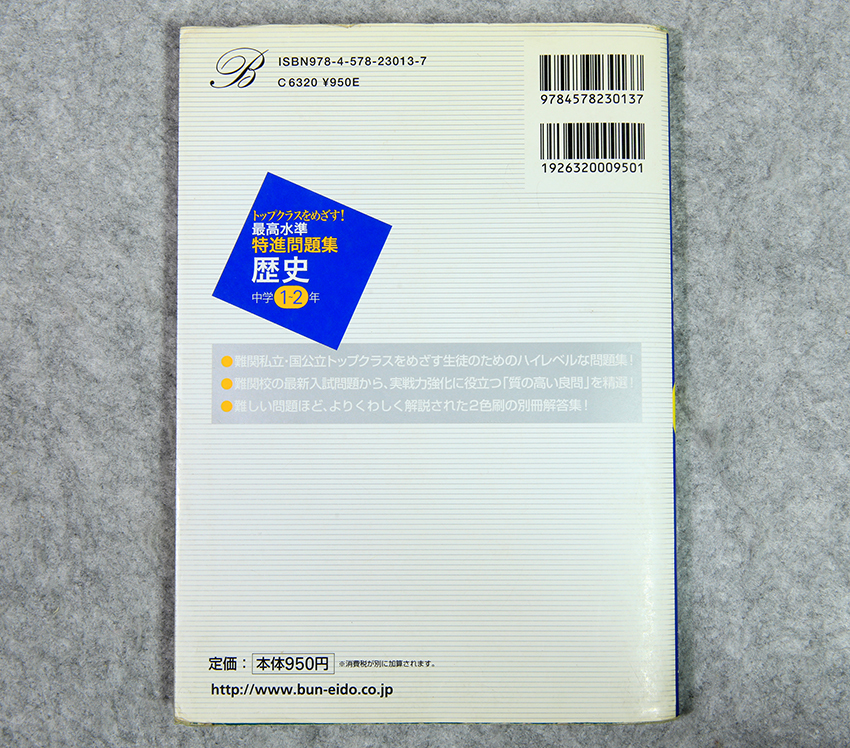 B
ISBN978-4-578-23013-7
C6320 ¥950E
9784578230137
1926320009501
トップクラスをめざす!
最高水準
特進問題集
歴史
中学1-2年
●難関私立・国公立トップクラスをめざす生徒のためのハイレベルな問題集!
●難関校の最新入試問題から、実戦力強化に役立つ「質の高い良問」を精選!
●難しい問題ほど、よりくわしく解説された2色刷の別冊解答集!
定価:本体950円 ※消費税が別に加算されます。
http://www.bun-eido.co.jp